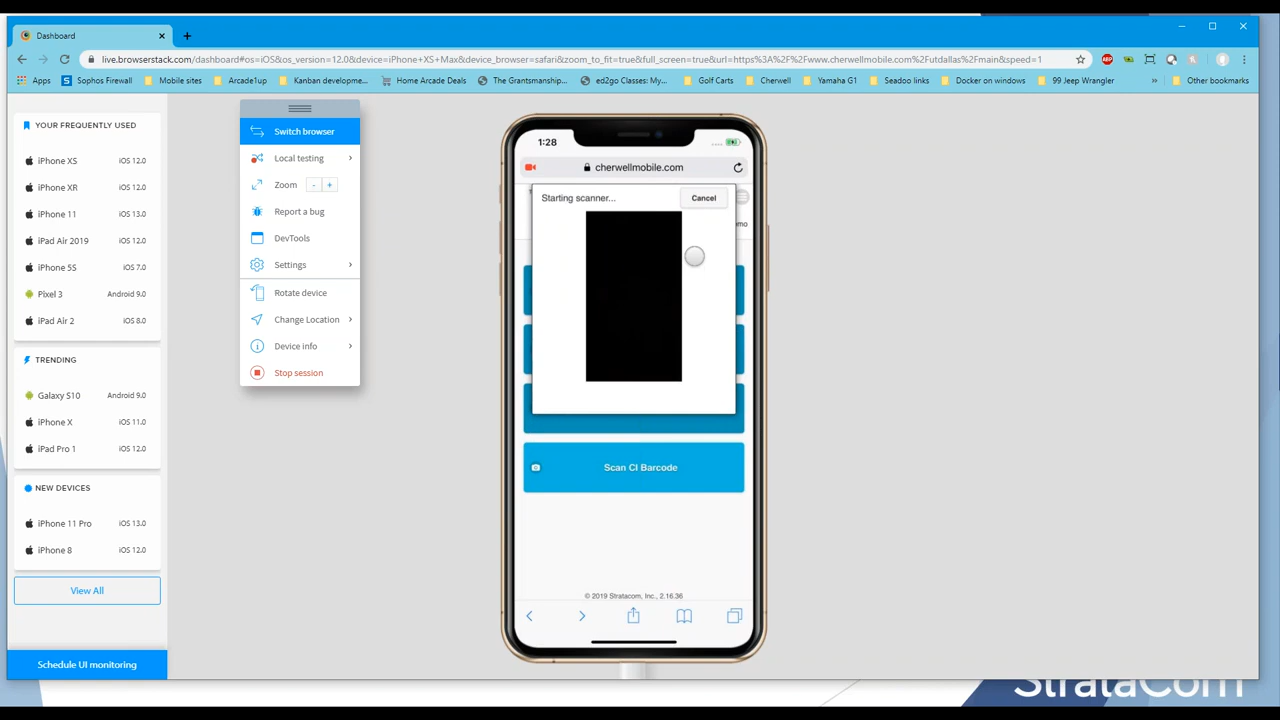 Dashboard
live.browserstack.com/dashboard#os=iOS&os_version=12.0&device=iPhone+XS+Max&device_browser=safari&zoom_to_fit=true&full_screen=true&url=https%3A%2F%2Fwww.cherwellmobile.com%2Futdallas%2Fmain&speed=1
Apps
Sophos Firewall
Mobile sites
Arcade1up
Kanban developme...
Home Arcade Deals
The Grantsmanship...
ed2go Classes: My...
Golf Carts
Cherwell
Yamaha G1
Seadoo links
Docker on windows
99 Jeep Wrangler
»
Other bookmarks
YOUR FREQUENTLY USED
iPhone XS iOS 12.0
iPhone XR iOS 12.0
iPhone 11 iOS 13.0
iPad Air 2019 iOS 12.0
iPhone 5S iOS 7.0
Pixel 3 Android 9.0
iPad Air 2 iOS 8.0
TRENDING
Galaxy S10 Android 9.0
iPhone X iOS 11.0
iPad Pro 1 iOS 12.0
NEW DEVICES
iPhone 11 Pro iOS 13.0
iPhone 8 iOS 12.0
View All
Schedule UI monitoring
Switch browser
Local testing
Zoom - +
Report a bug
DevTools
Settings
Rotate device
Change Location
Device info
Stop session
1:28
cherwellmobile.com
Starting scanner... Cancel
mo
Scan CI Barcode
© 2019 Stratacom, Inc., 2.16.36
StrataCom